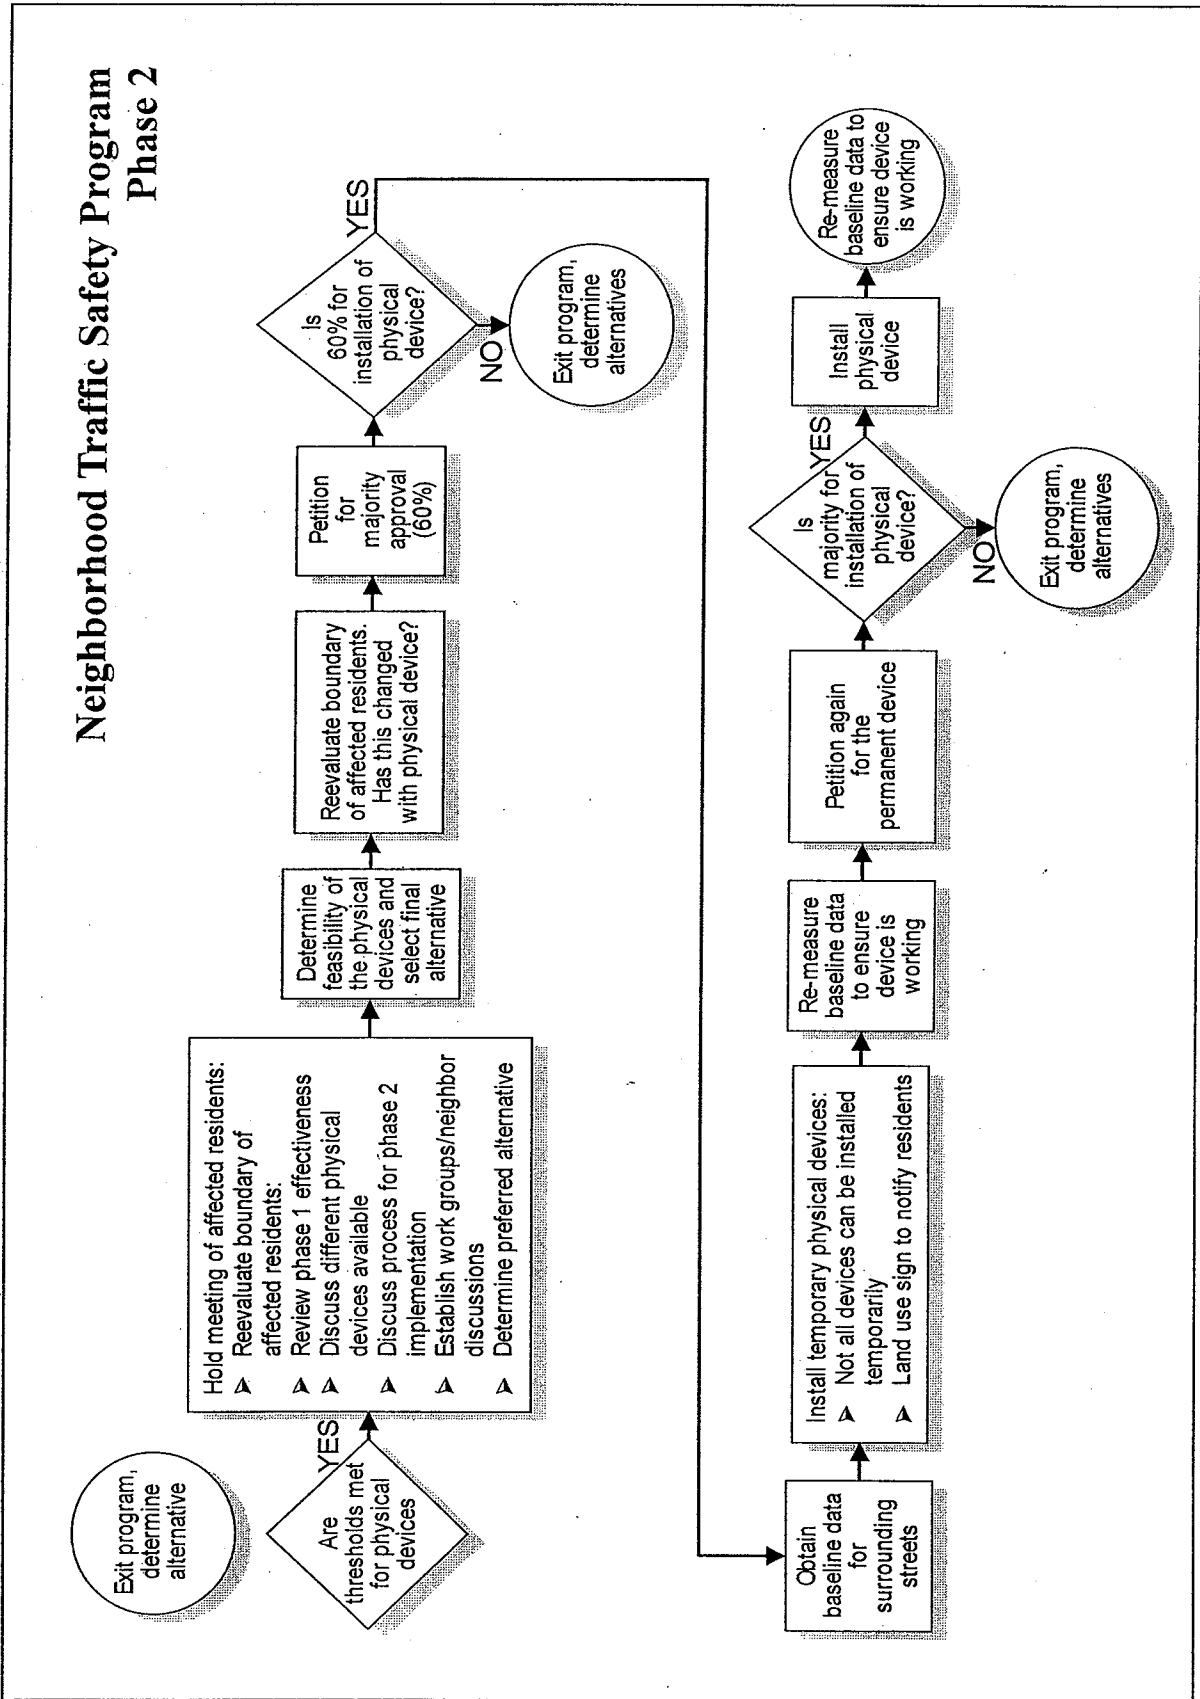 Neighborhood Traffic Safety Program
Phase 2
Exit program,
determine
alternative
Are
thresholds met
for physical
devices
YES
Hold meeting of affected residents:
➤ Reevaluate boundary of
affected residents:
➤ Review phase 1 effectiveness
➤ Discuss different physical
devices available
➤ Discuss process for phase 2
implementation
➤ Establish work groups/neighbor
discussions
➤ Determine preferred alternative
Determine
feasibility of
the physical
devices and
select final
alternative
Reevaluate boundary
of affected residents.
Has this changed
with physical device?
Petition
for
majority
approval
(60%)
Is
60% for
installation of
physical
device?
YES
NO
Exit program,
determine
alternatives
Obtain
baseline data
for
surrounding
streets
Install temporary physical devices:
➤ Not all devices can be installed
temporarily
➤ Land use sign to notify residents
Re-measure
baseline data
to ensure
device is
working
Petition again
for the
permanent device
Is
majority for
installation of
physical
device?
YES
NO
Exit program,
determine
alternatives
Install
physical
device
Re-measure
baseline data to
ensure device
is working